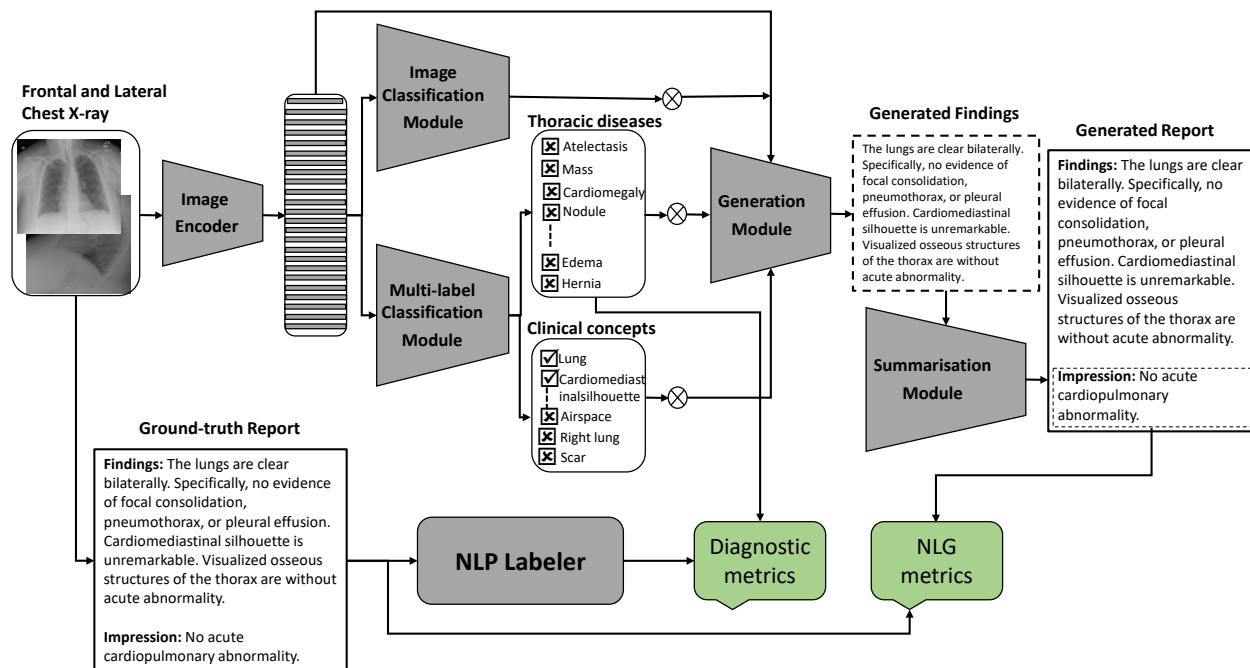 Frontal and Lateral
Chest X-ray
Image
Encoder
Image
Classification
Module
Multi-label
Classification
Module
Thoracic diseases
Atelectasis
Mass
Cardiomegaly
Nodule
Edema
Hernia
Clinical concepts
Lung
Cardiomediast
inalsilhouette
Airspace
Right lung
Scar
Generation
Module
Generated Findings
The lungs are clear bilaterally.
Specifically, no evidence of
focal consolidation,
pneumothorax, or pleural
effusion. Cardiomediastinal
silhouette is unremarkable.
Visualized osseous structures of
the thorax are without acute
abnormality.
Summarisation
Module
Generated Report
Findings: The lungs are clear
bilaterally. Specifically, no
evidence of focal
consolidation,
pneumothorax, or pleural
effusion. Cardiomediastinal
silhouette is unremarkable.
Visualized osseous
structures of the thorax are
without acute abnormality.
Impression: No acute
cardiopulmonary
abnormality.
Ground-truth Report
Findings: The lungs are clear
bilaterally. Specifically, no evidence
of focal consolidation,
pneumothorax, or pleural effusion.
Cardiomediastinal silhouette is
unremarkable. Visualized osseous
structures of the thorax are without
acute abnormality.
Impression: No acute
cardiopulmonary abnormality.
NLP Labeler
Diagnostic
metrics
NLG
metrics